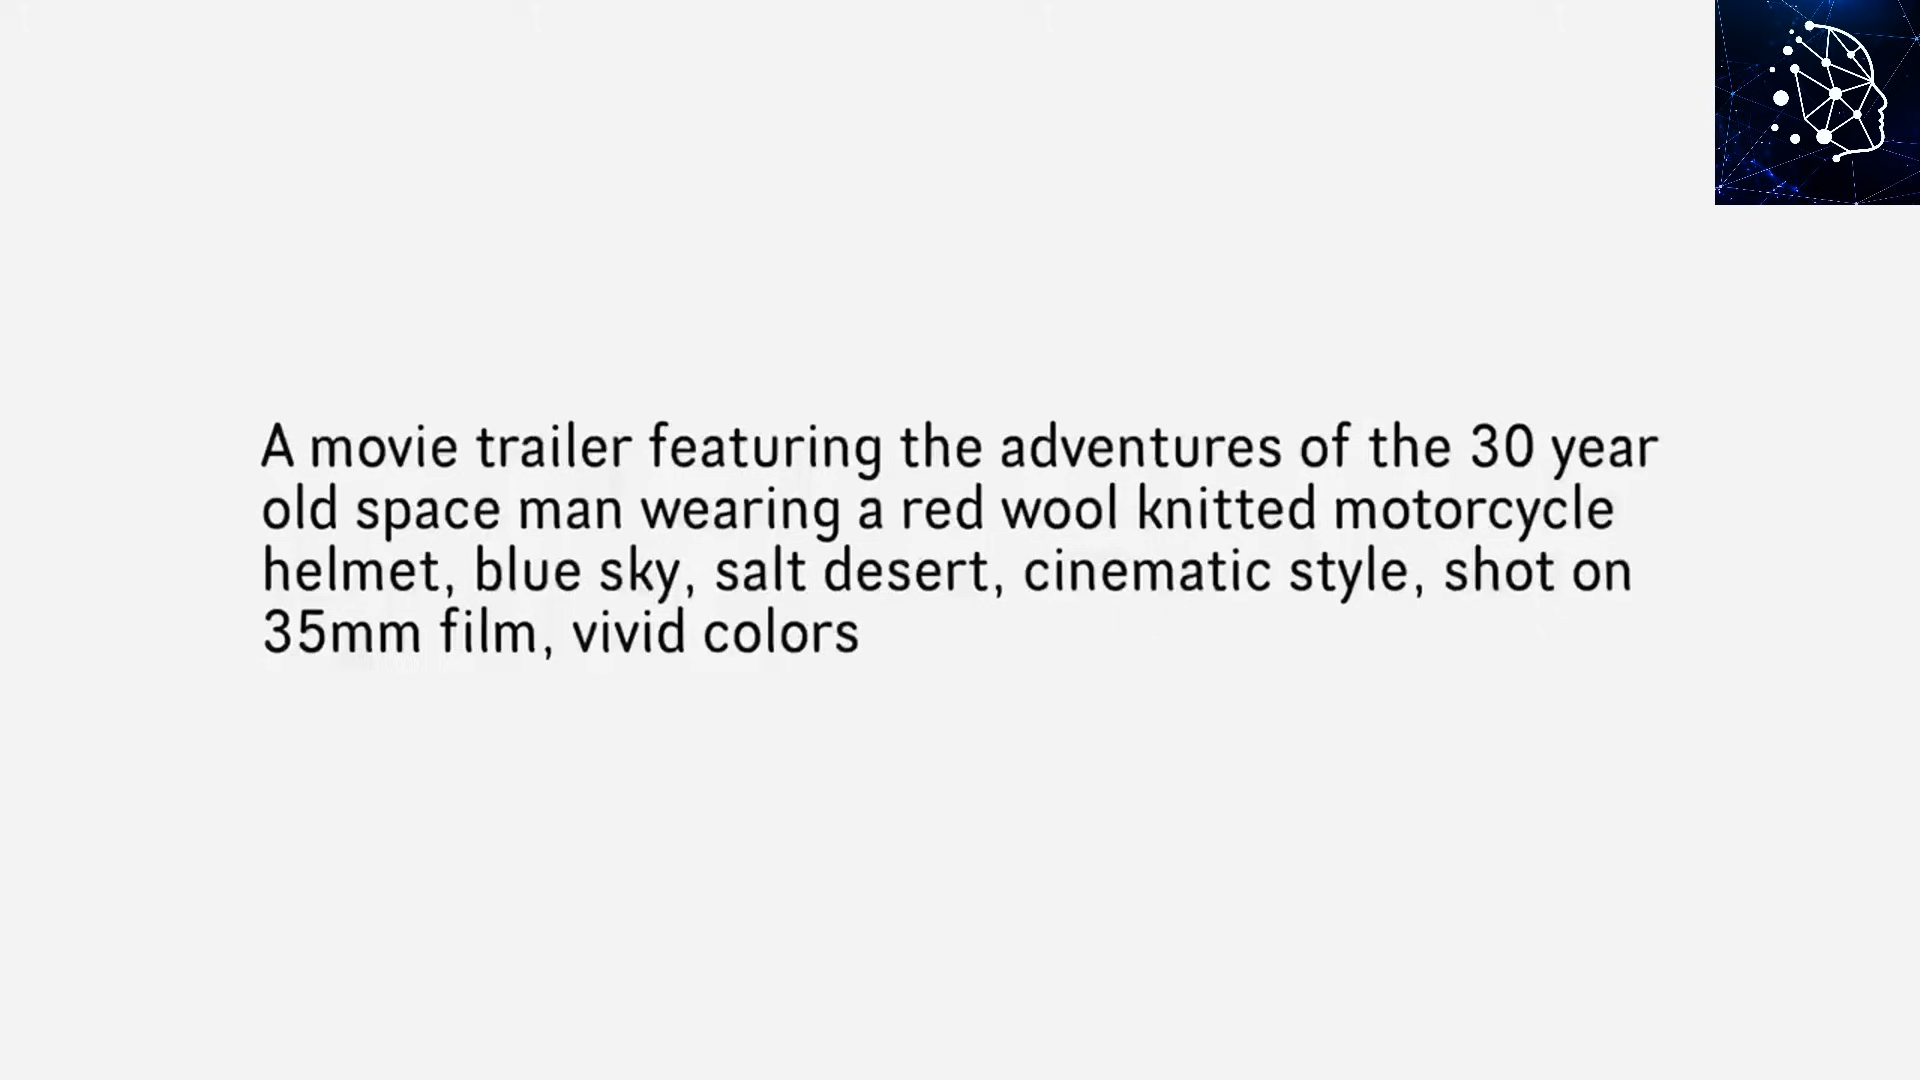 A movie trailer featuring the adventures of the 30 year
old space man wearing a red wool knitted motorcycle
helmet, blue sky, salt desert, cinematic style, shot on
35mm film, vivid colors